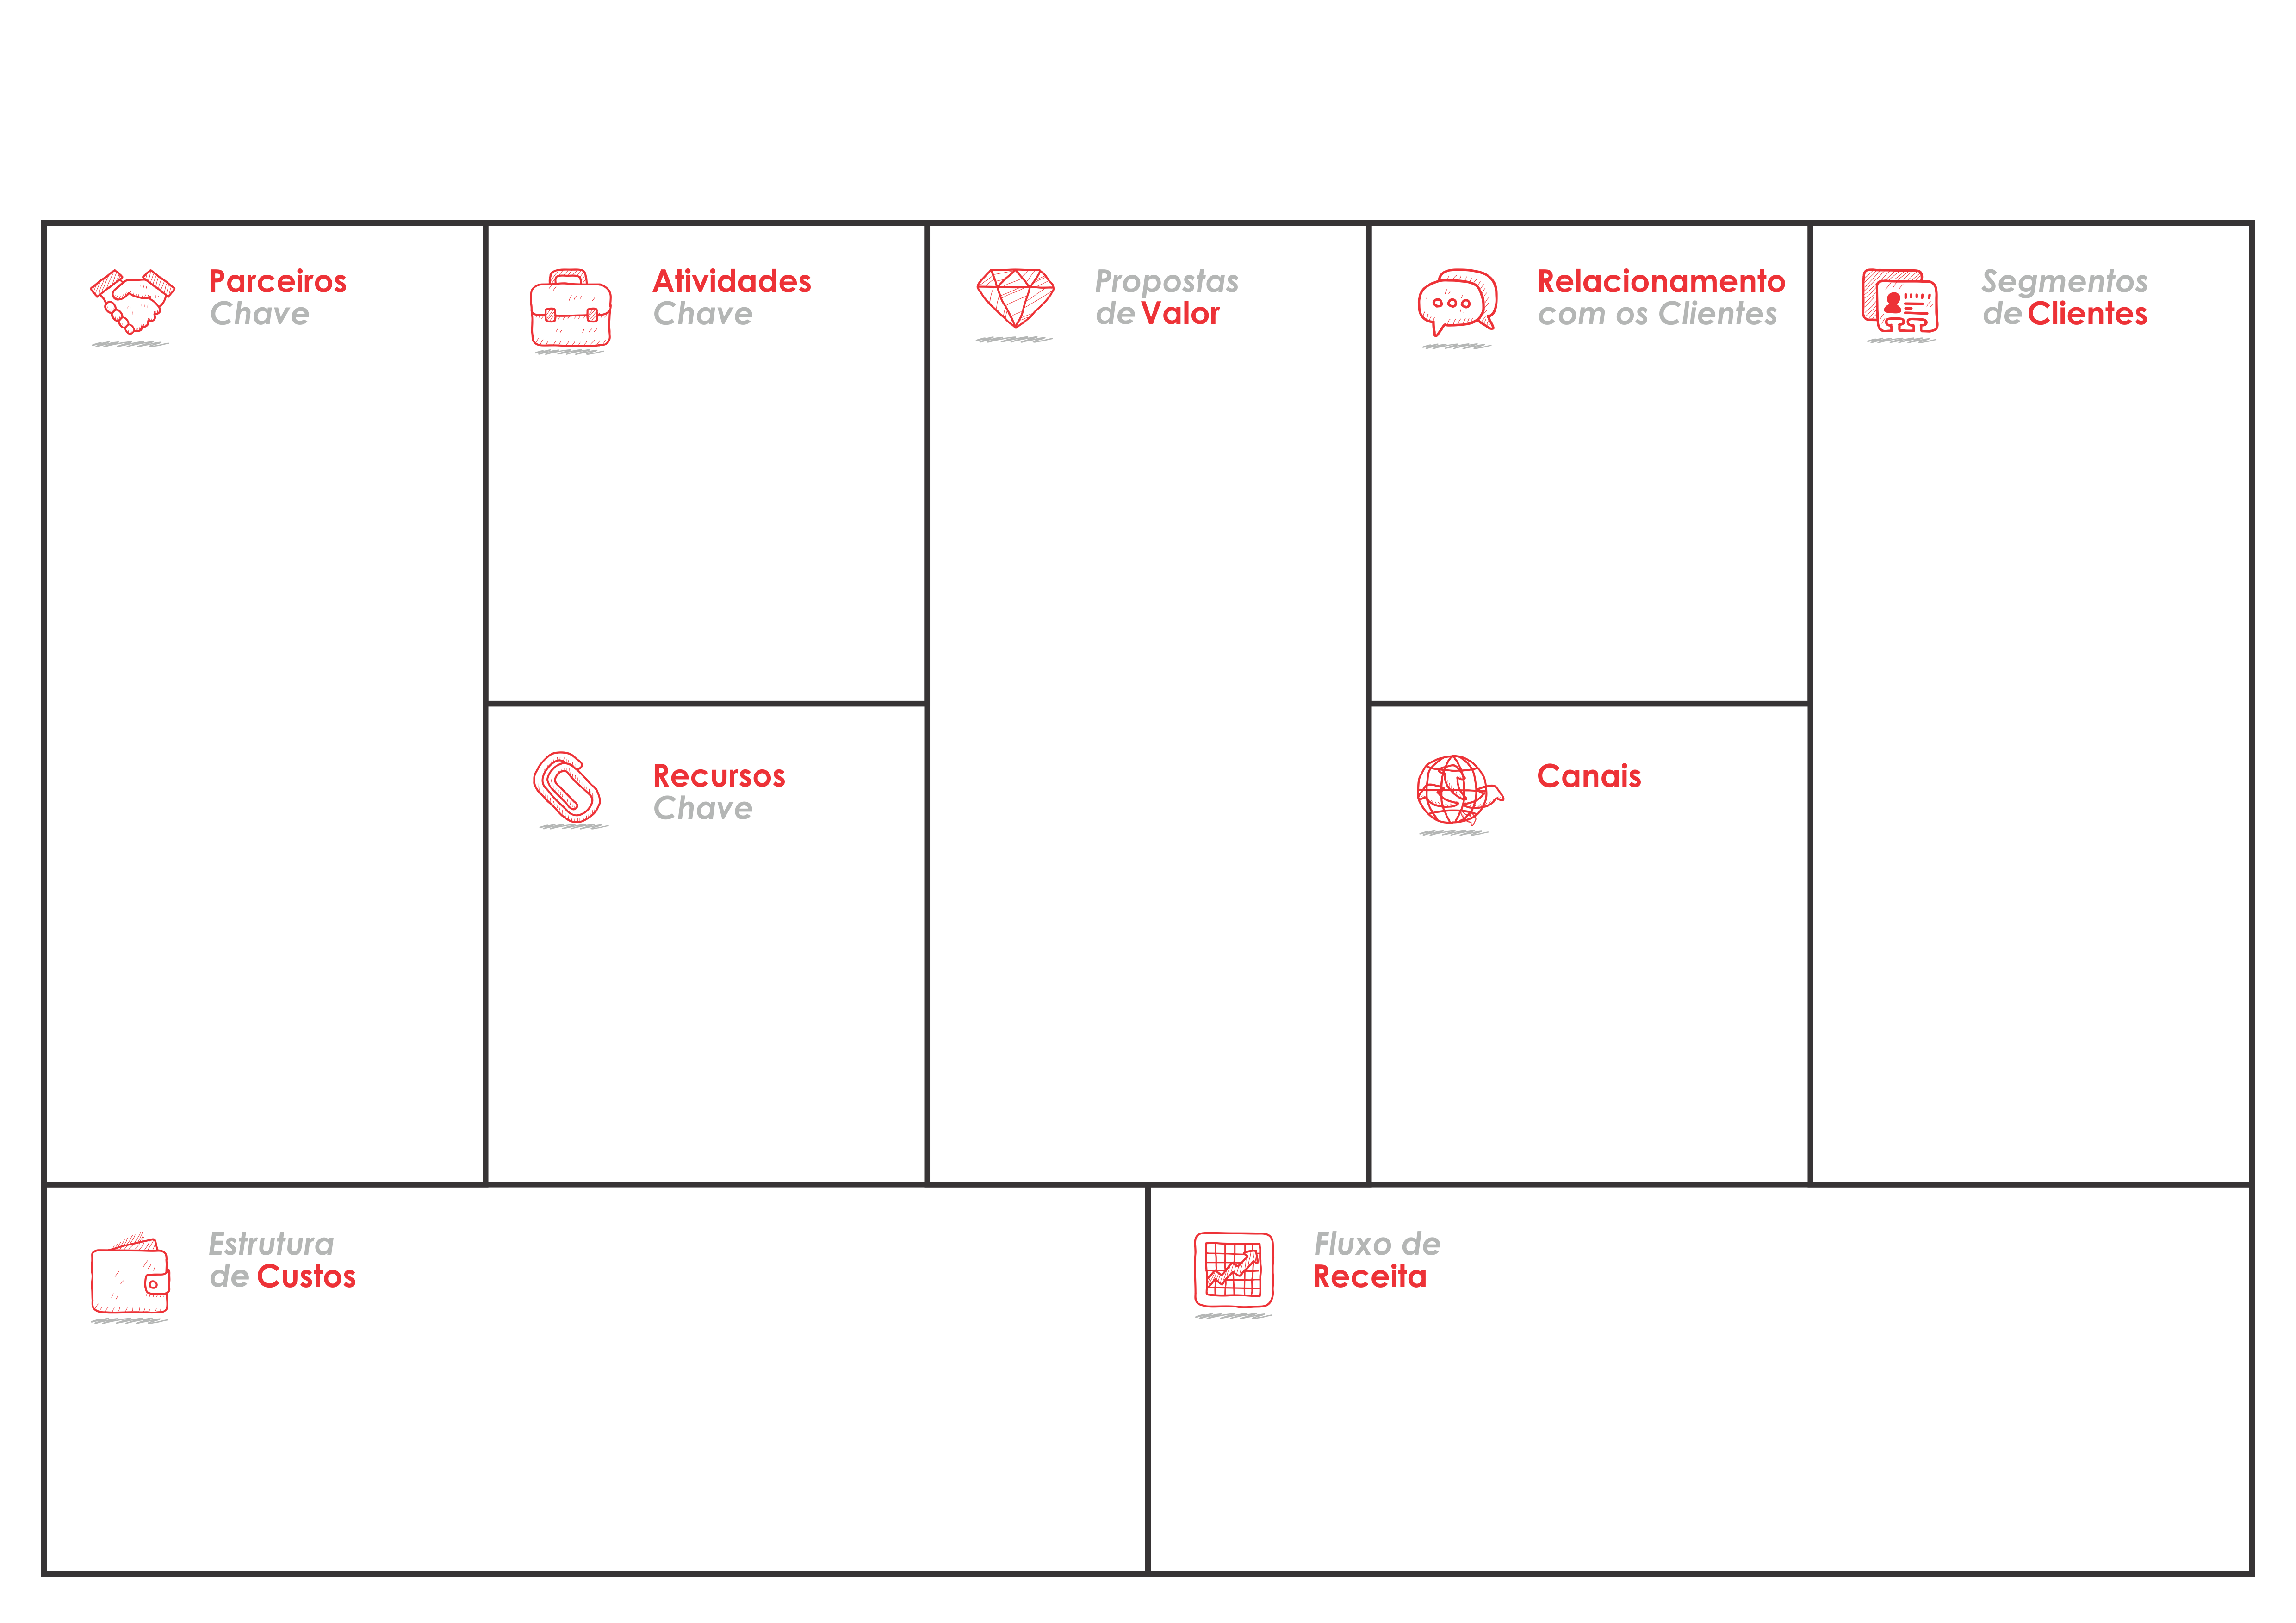 Parceiros
Chave
Atividades
Chave
Recursos
Chave
Propostas
de Valor
Relacionamento
com os Clientes
Canais
Segmentos
de Clientes
Estrutura
de Custos
Fluxo de
Receita